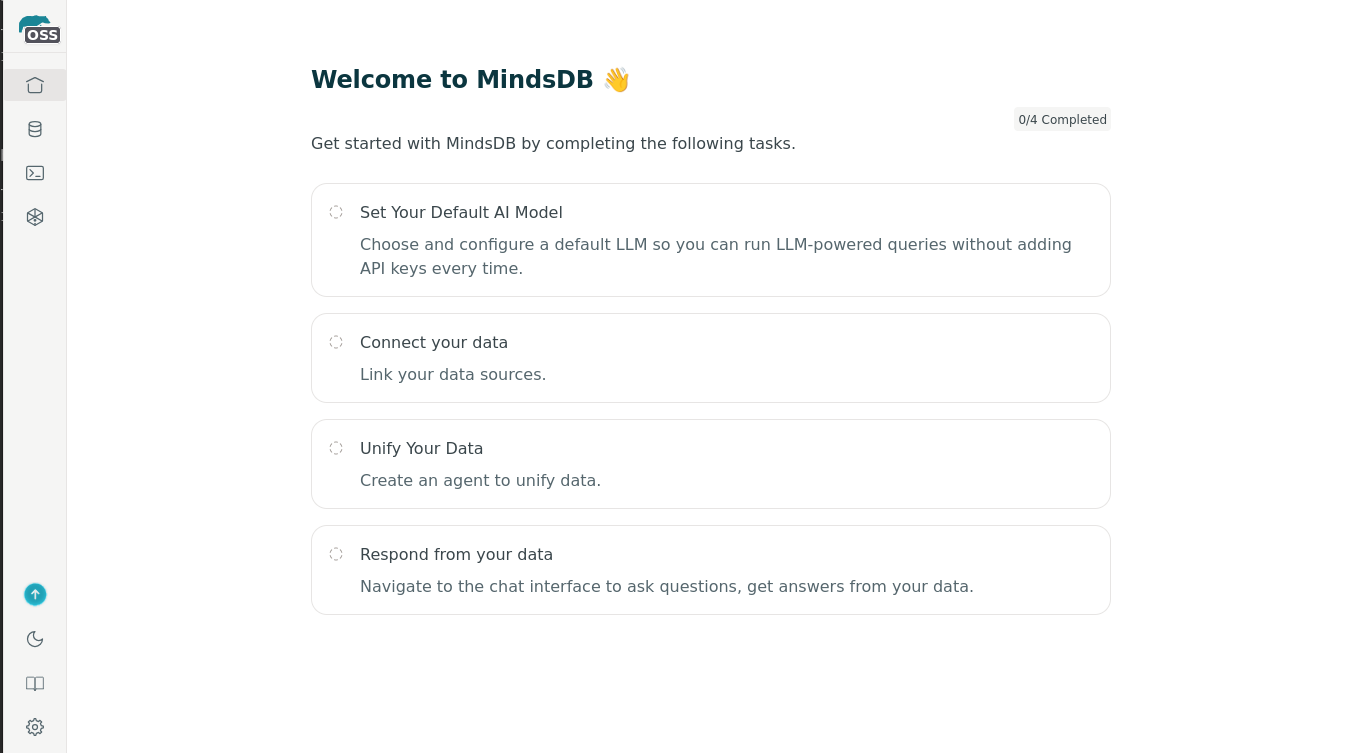 OSS
Welcome to MindsDB 👋
0/4 Completed
Get started with MindsDB by completing the following tasks.
Set Your Default AI Model
Choose and configure a default LLM so you can run LLM-powered queries without adding
API keys every time.
Connect your data
Link your data sources.
Unify Your Data
Create an agent to unify data.
Respond from your data
Navigate to the chat interface to ask questions, get answers from your data.